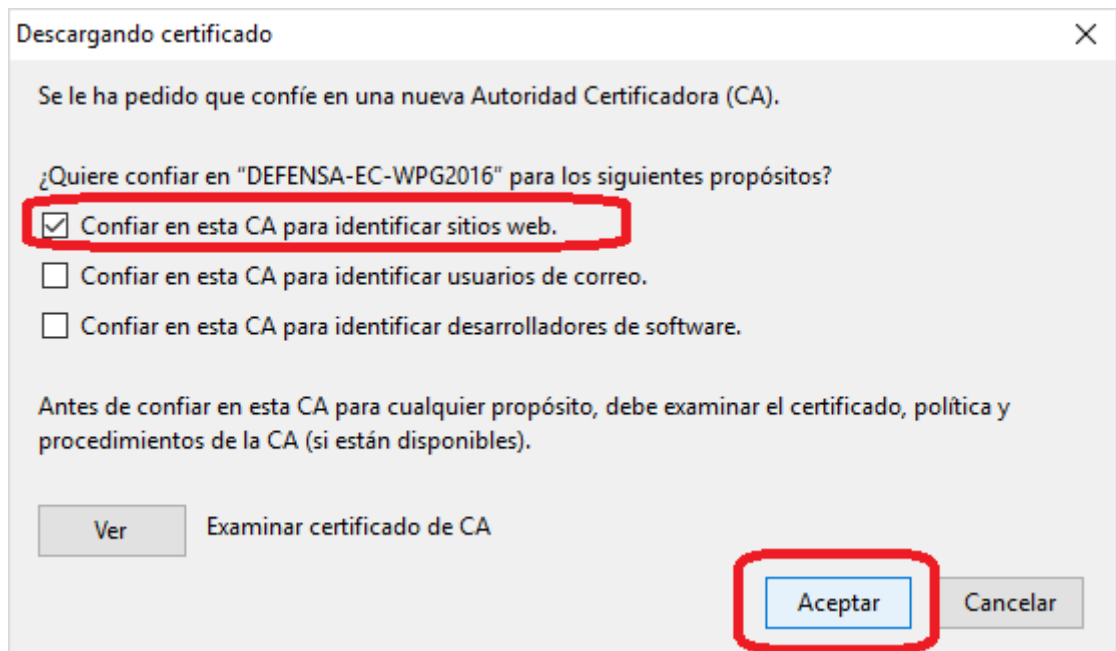 Descargando certificado
Se le ha pedido que confíe en una nueva Autoridad Certificadora (CA).
¿Quiere confiar en “DEFENSA-EC-WPG2016” para los siguientes propósitos?
Confiar en esta CA para identificar sitios web.
Confiar en esta CA para identificar usuarios de correo.
Confiar en esta CA para identificar desarrolladores de software.
Antes de confiar en esta CA para cualquier propósito, debe examinar el certificado, política y
procedimientos de la CA (si están disponibles).
Ver Examinar certificado de CA
Aceptar Cancelar